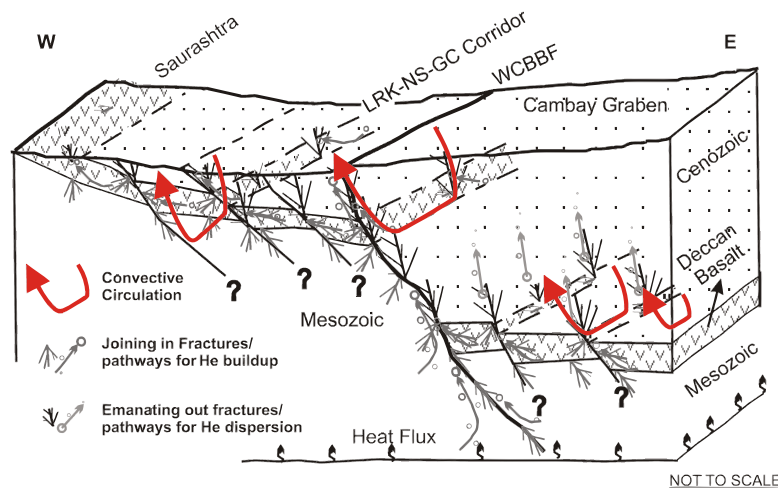 W
E
Saurashtra
LRK-NS-GC Corridor
WCBBF
Cambay Graben
Cenozoic
Deccan
Basalt
?
?
?
Convective
Circulation
Mesozoic
Joining in Fractures/
pathways for He buildup
Mesozoic
?
?
Emanating out fractures/
pathways for He dispersion
Heat Flux
NOT TO SCALE